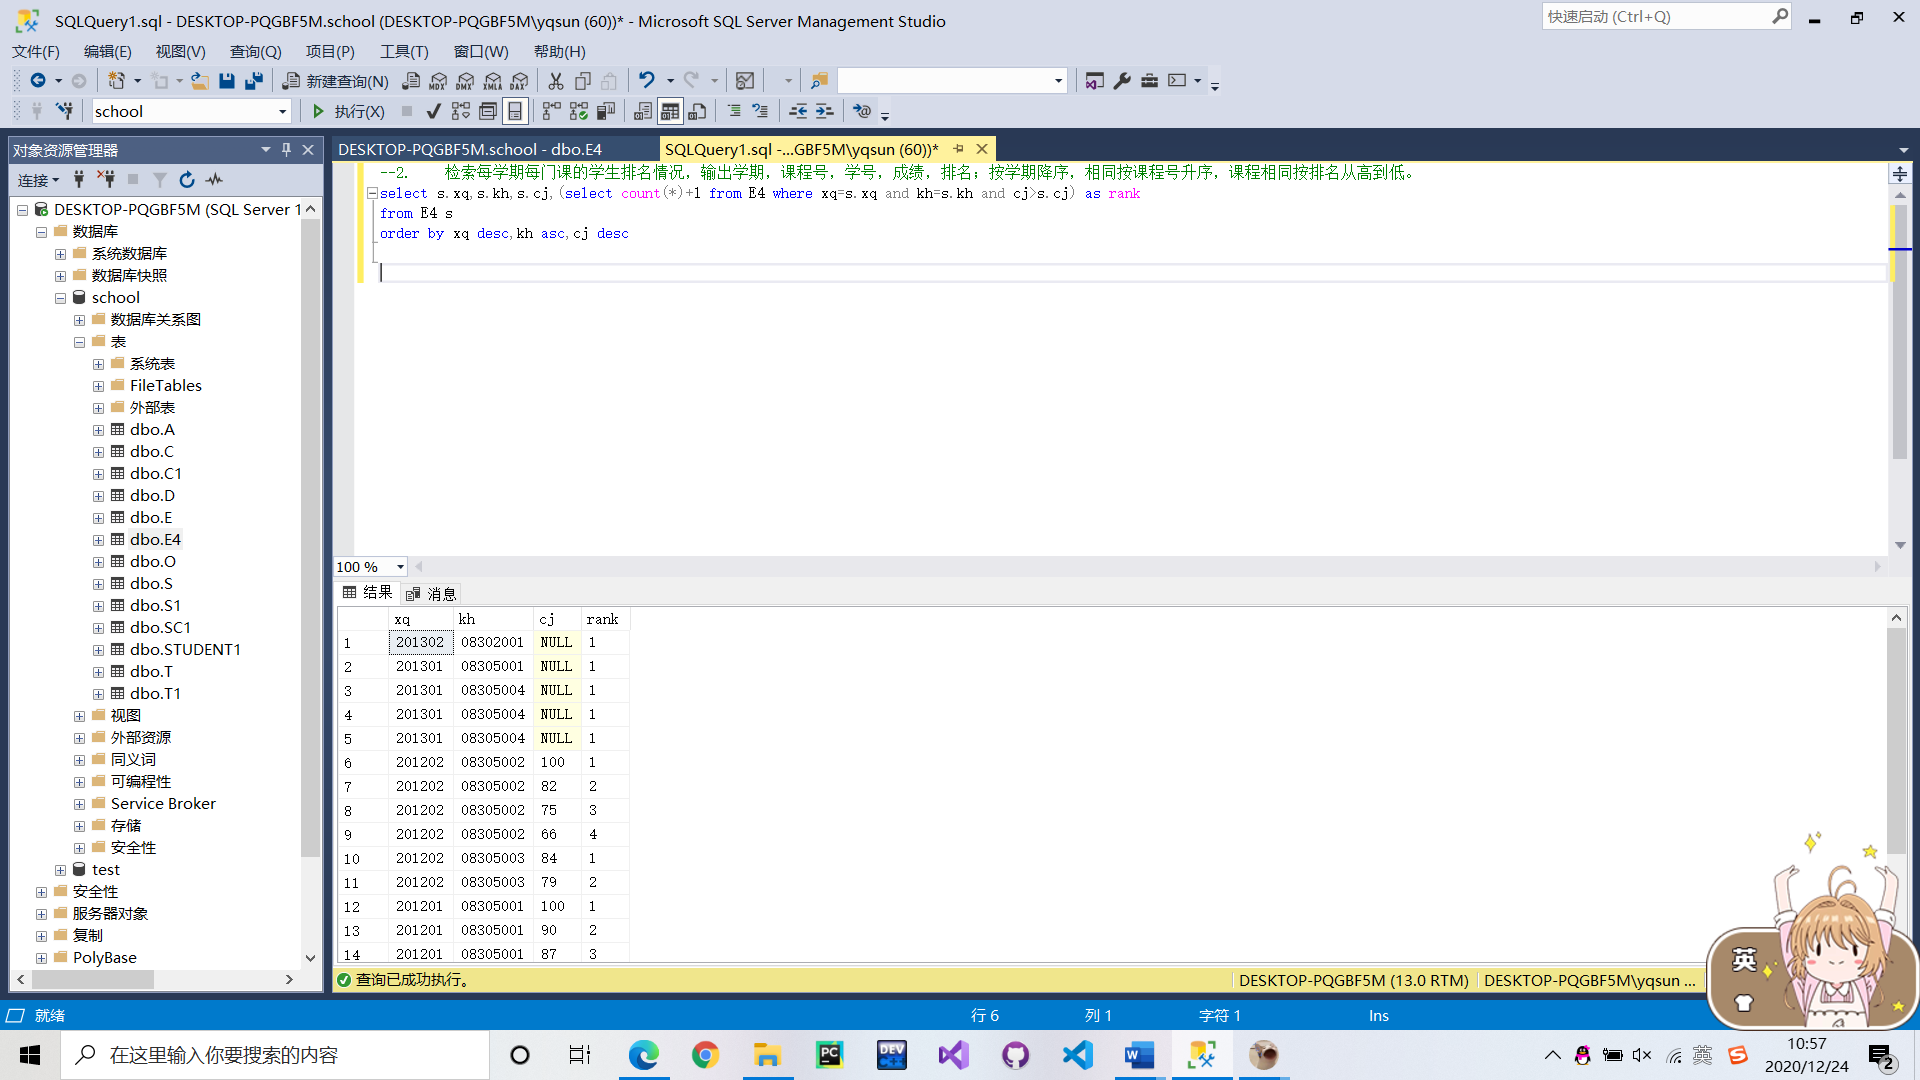 SQLQuery1.sql - DESKTOP-PQGBF5M.school (DESKTOP-PQGBF5M\yqsun (60))* - Microsoft SQL Server Management Studio
快速启动 (Ctrl+Q)
文件(F) 编辑(E) 视图(V) 查询(Q) 项目(P) 工具(T) 窗口(W) 帮助(H)
新建查询(N) MDX DMX XMLA DAX
school 执行(X)
对象资源管理器
连接
DESKTOP-PQGBF5M (SQL Server 1
数据库
系统数据库
数据库快照
school
数据库关系图
表
系统表
FileTables
外部表
dbo.A
dbo.C
dbo.C1
dbo.D
dbo.E
dbo.E4
dbo.O
dbo.S
dbo.S1
dbo.SC1
dbo.STUDENT1
dbo.T
dbo.T1
视图
外部资源
同义词
可编程性
Service Broker
存储
安全性
test
安全性
服务器对象
复制
PolyBase
DESKTOP-PQGBF5M.school - dbo.E4 SQLQuery1.sql -...GBF5M\yqsun (60))*
--2. 检索每学期每门课的学生排名情况，输出学期，课程号，学号，成绩，排名；按学期降序，相同按课程号升序，课程相同按排名从高到低。
select s.xq,s.kh,s.cj,(select count(*)+1 from E4 where xq=s.xq and kh=s.kh and cj>s.cj) as rank
from E4 s
order by xq desc,kh asc,cj desc
100 %
结果 消息
xq kh cj rank
1 201302 08302001 NULL 1
2 201301 08305001 NULL 1
3 201301 08305004 NULL 1
4 201301 08305004 NULL 1
5 201301 08305004 NULL 1
6 201202 08305002 100 1
7 201202 08305002 82 2
8 201202 08305002 75 3
9 201202 08305002 66 4
10 201202 08305003 84 1
11 201202 08305003 79 2
12 201201 08305001 100 1
13 201201 08305001 90 2
14 201201 08305001 87 3
查询已成功执行。 DESKTOP-PQGBF5M (13.0 RTM) DESKTOP-PQGBF5M\yqsun ...
英
就绪 行 6 列 1 字符 1 Ins
在这里输入你要搜索的内容
PC
DEV C++
W
英
S
10:57
2020/12/24
2